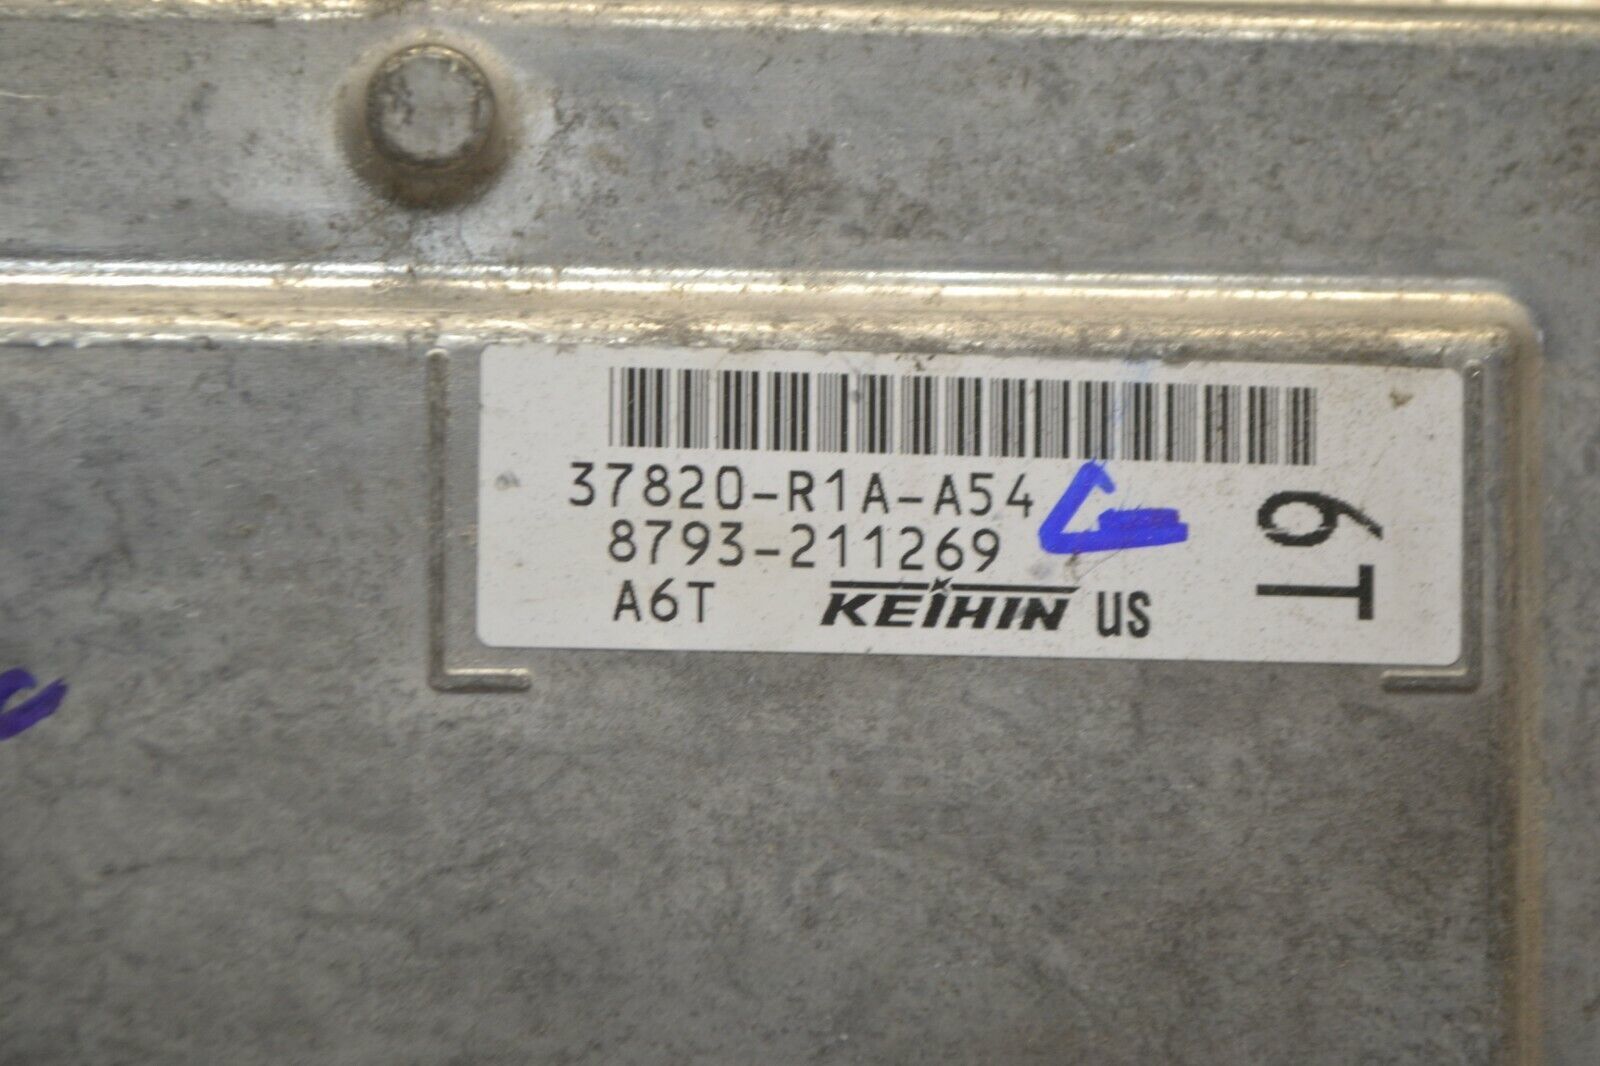 37820-R1A-A54
8793-211269
A6T KEIHIN US
6T